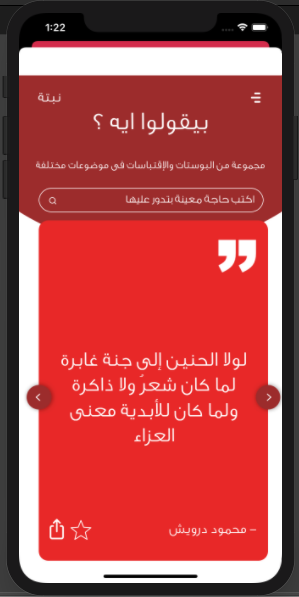 1:22
نبتة
بيقولوا ايه ؟
مجموعة من البوستات والإقتباسات في موضوعات مختلفة
اكتب حاجة معينة بتدور عليها
لولا الحنين إلى جنة غابرة
لما كان شعرٌ ولا ذاكرة
ولما كان للأبدية معنى
العزاء
- محمود درويش